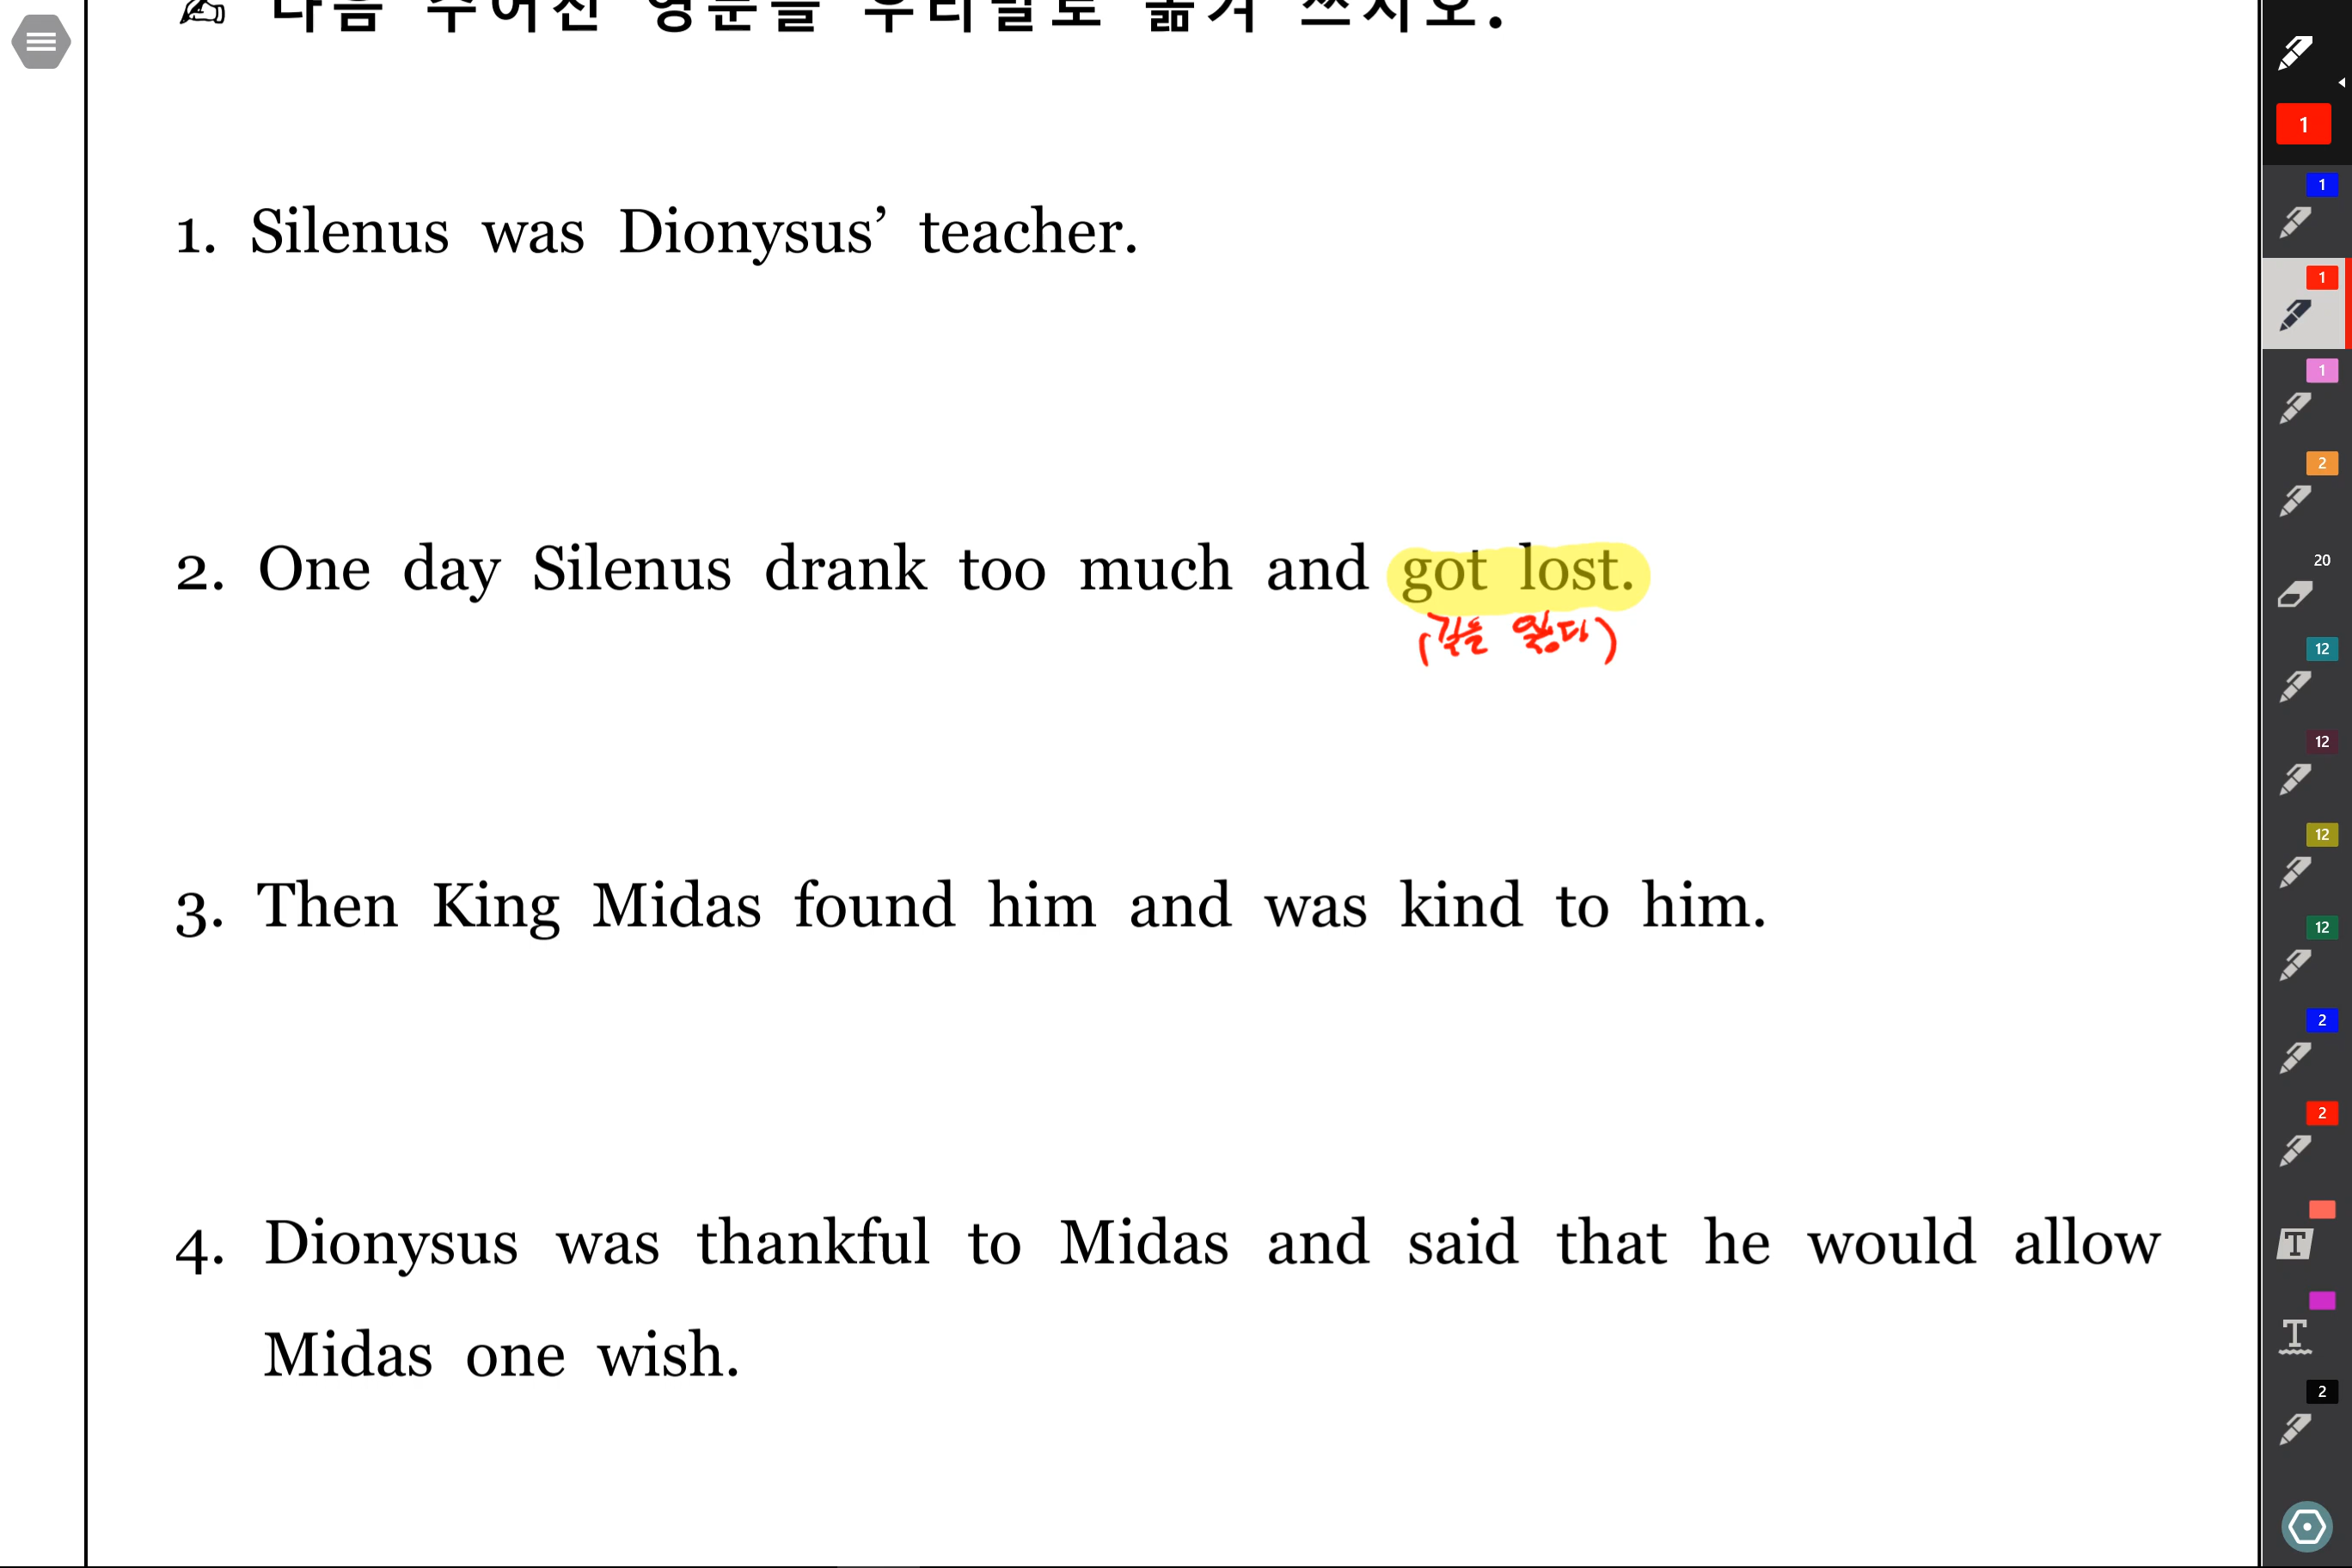 다음 주어진 영문을 우리말로 옮겨 쓰시오.
1
1
1. Silenus was Dionysus’ teacher.
1
1
2
2. One day Silenus drank too much and got lost.
20
(길을 잃다)
12
12
12
3. Then King Midas found him and was kind to him.
12
2
2
4. Dionysus was thankful to Midas and said that he would allow
Midas one wish.
2